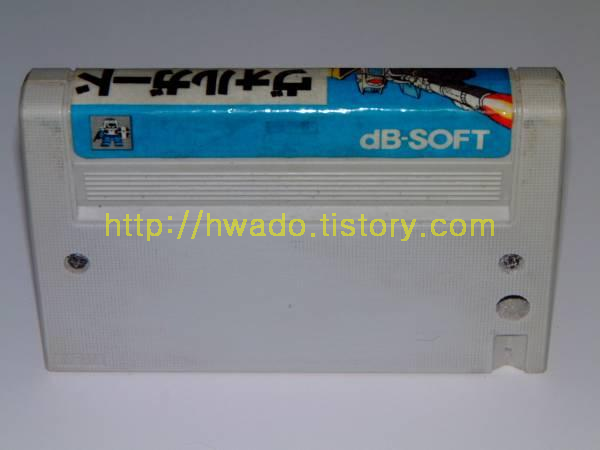 ヴォルガード
dB-SOFT
http://hwado.tistory.com